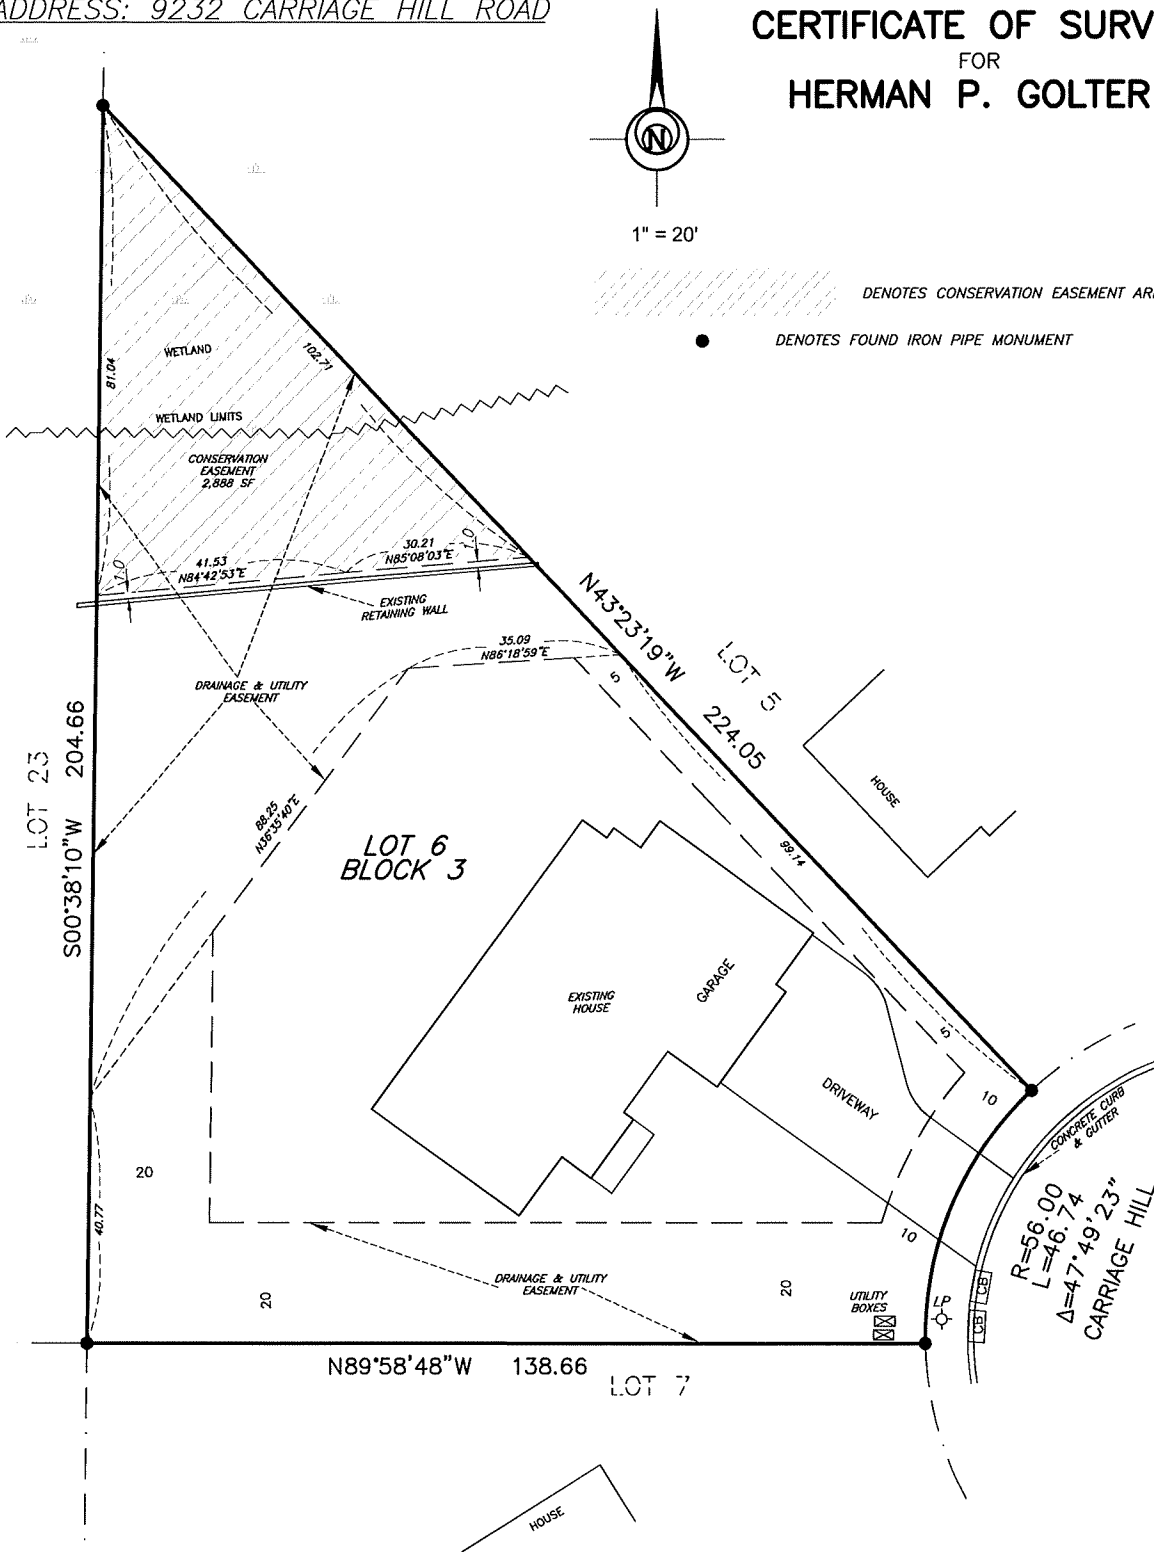 ADDRESS: 9232 CARRIAGE HILL ROAD
CERTIFICATE OF SURV
FOR
HERMAN P. GOLTER
N
1" = 20'
DENOTES CONSERVATION EASEMENT ARE
DENOTES FOUND IRON PIPE MONUMENT
WETLAND
81.04
102.71
WETLAND LIMITS
CONSERVATION
EASEMENT
2,888 SF
1.0
41.53
N84°42'53"E
30.21
N85°08'03"E
1.0
EXISTING
RETAINING WALL
N43°23'19"W 224.05
LOT 5
35.09
N86°18'59"E
5
DRAINAGE & UTILITY
EASEMENT
LOT 23
S00°38'10"W 204.66
88.25
N36°35'40"E
LOT 6
BLOCK 3
HOUSE
99.14
EXISTING
HOUSE
GARAGE
5
DRIVEWAY
10
CONCRETE CURB
& GUTTER
20
40.77
10
R=56.00
L=46.74
Δ=47°49'23"
CARRIAGE HILL
DRAINAGE & UTILITY
EASEMENT
20
20
UTILITY
BOXES
LP
CB
CB
N89°58'48"W 138.66
LOT 7
HOUSE